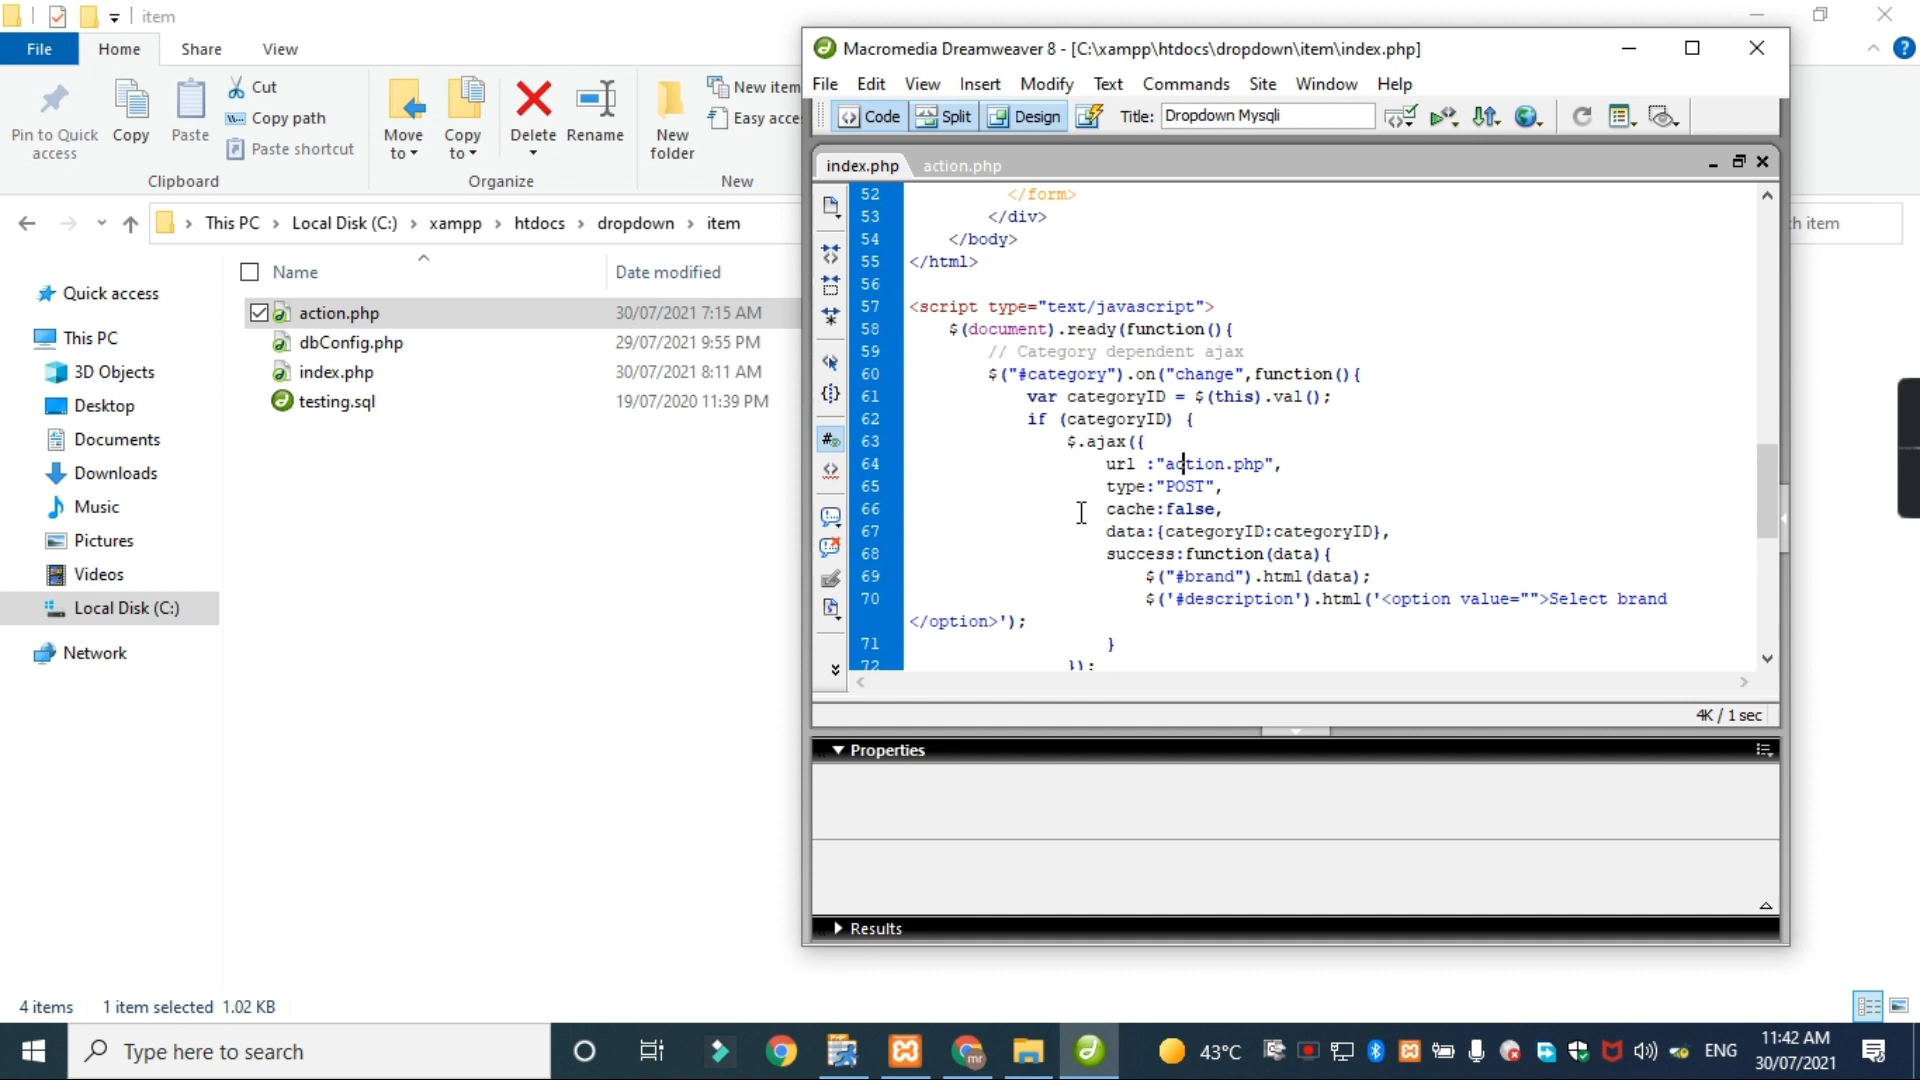 item
File
Home
Share
View
Pin to Quick
access
Copy
Paste
Cut
Copy path
Paste shortcut
Clipboard
Move
to
Copy
to
Delete
Rename
Organize
New
folder
New item
Easy acce
New
This PC
Local Disk (C:)
xampp
htdocs
dropdown
item
h item
Name
Date modified
action.php
30/07/2021 7:15 AM
dbConfig.php
29/07/2021 9:55 PM
index.php
30/07/2021 8:11 AM
testing.sql
19/07/2020 11:39 PM
Quick access
This PC
3D Objects
Desktop
Documents
Downloads
Music
Pictures
Videos
Local Disk (C:)
Network
4 items
1 item selected 1.02 KB
Macromedia Dreamweaver 8 - [C:\xampp\htdocs\dropdown\item\index.php]
File Edit View Insert Modify Text Commands Site Window Help
Code Split Design Title: Dropdown Mysqli
index.php action.php
52 </form>
53 </div>
54 </body>
55 </html>
56
57 <script type="text/javascript">
58 $(document).ready(function(){
59 // Category dependent ajax
60 $("#category").on("change",function(){
61 var categoryID = $(this).val();
62 if (categoryID) {
63 $.ajax({
64 url :"action.php",
65 type:"POST",
66 cache:false,
67 data:{categoryID:categoryID},
68 success:function(data){
69 $("#brand").html(data);
70 $('#description').html('<option value="">Select brand
</option>');
71 }
72 });
4K / 1 sec
Properties
Results
Type here to search
mr
43°C
ENG
11:42 AM
30/07/2021